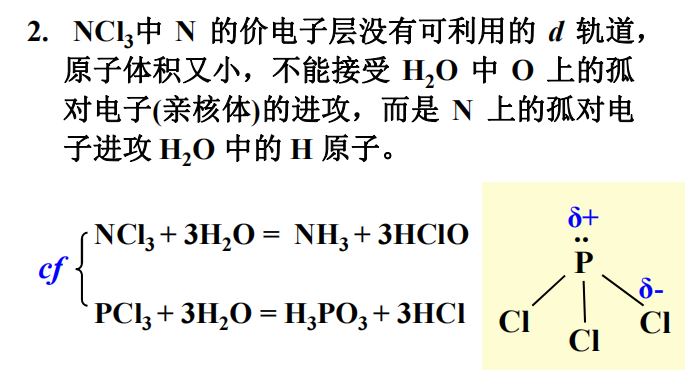 2. NCl₃中 N 的价电子层没有可利用的 d 轨道，
原子体积又小，不能接受 H₂O 中 O 上的孤
对电子(亲核体)的进攻，而是 N 上的孤对电
子进攻 H₂O 中的 H 原子。
cf
NCl₃ + 3H₂O = NH₃ + 3HClO
PCl₃ + 3H₂O = H₃PO₃ + 3HCl
δ+
P
δ-
Cl
Cl
Cl